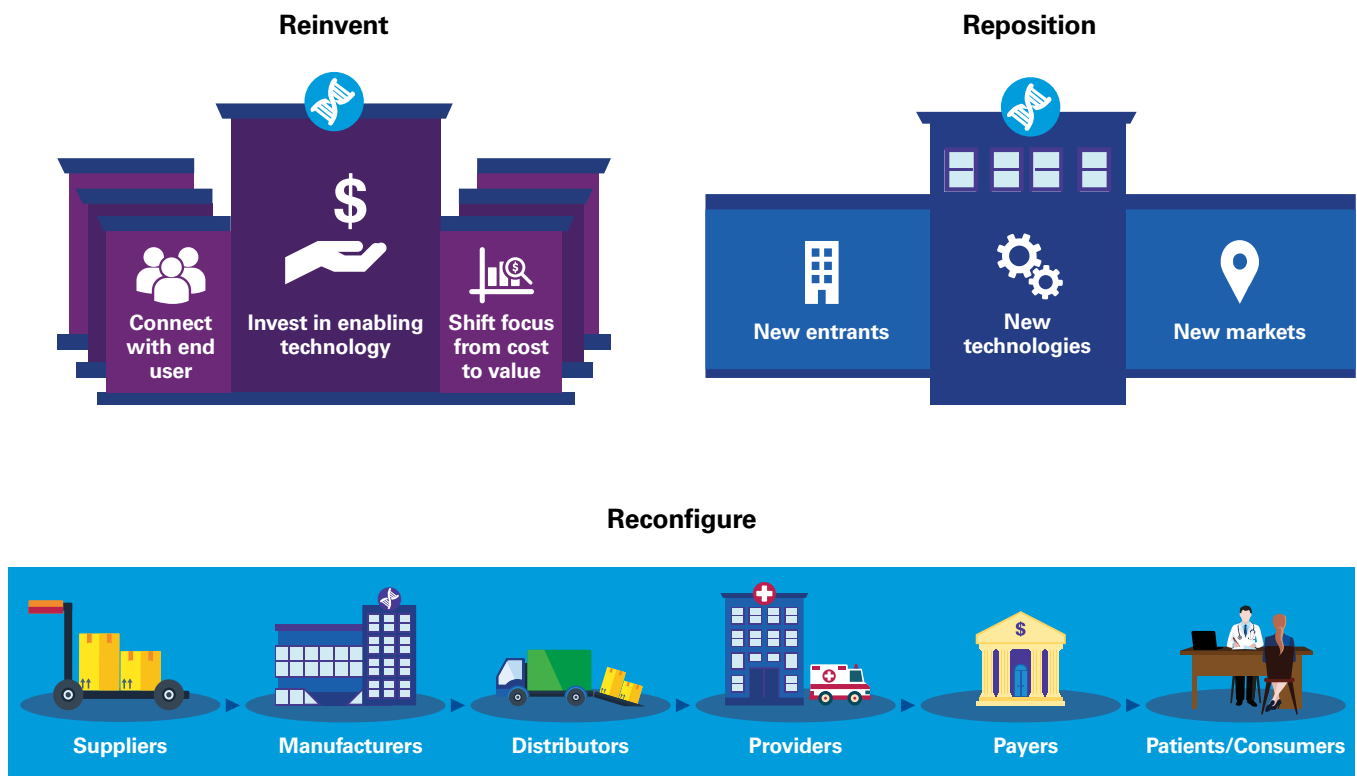 Reinvent
Reposition
$
Connect
with end
user
Invest in enabling
technology
$
Shift focus
from cost
to value
New entrants
New
technologies
New markets
Reconfigure
$
Suppliers
Manufacturers
Distributors
Providers
Payers
Patients/Consumers